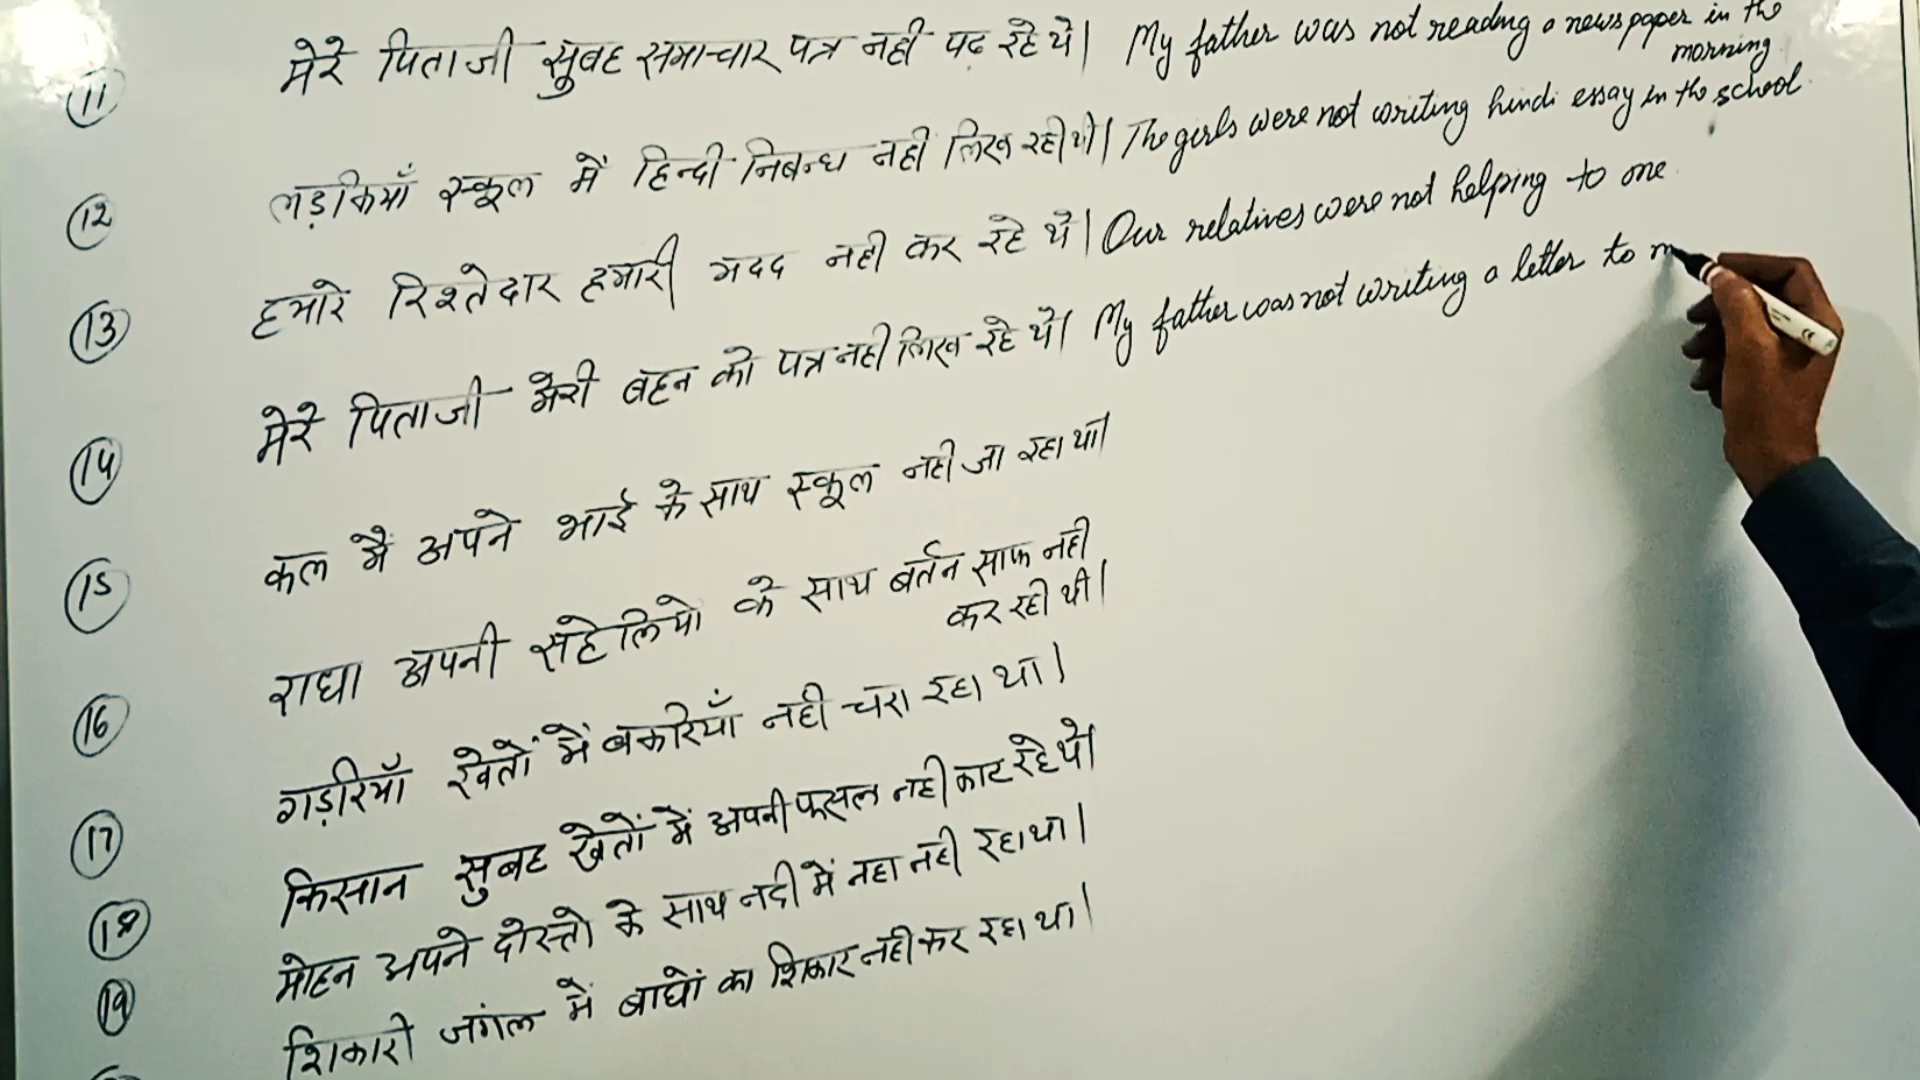 11 मेरे पिताजी सुबह समाचार पत्र नही पढ़ रहे थे। My father was not reading a newspaper in the
morning.
12 लड़कियाँ स्कूल में हिन्दी निबन्ध नही लिख रही थी। The girls were not writing hindi essay in the school.
13 हमारे रिश्तेदार हमारी मदद नही कर रहे थे। Our relatives were not helping to one.
14 मेरे पिताजी मेरी बहन को पत्र नही लिख रहे थे। My father was not writing a letter to m
15 कल मैं अपने भाई के साथ स्कूल नही जा रहा था।
16 राधा अपनी सहेलियो के साथ बर्तन साफ नही
कर रही थी।
17 गड़रियाँ खेतों में बकरियाँ नही चरा रहा था।
18 किसान सुबह खेतों में अपनी फसल नही काट रहे थे।
19 मोहन अपने दोस्तो के साथ नदी में नहा नही रहा था।
शिकारी जंगल में बाघों का शिकार नही कर रहा था।